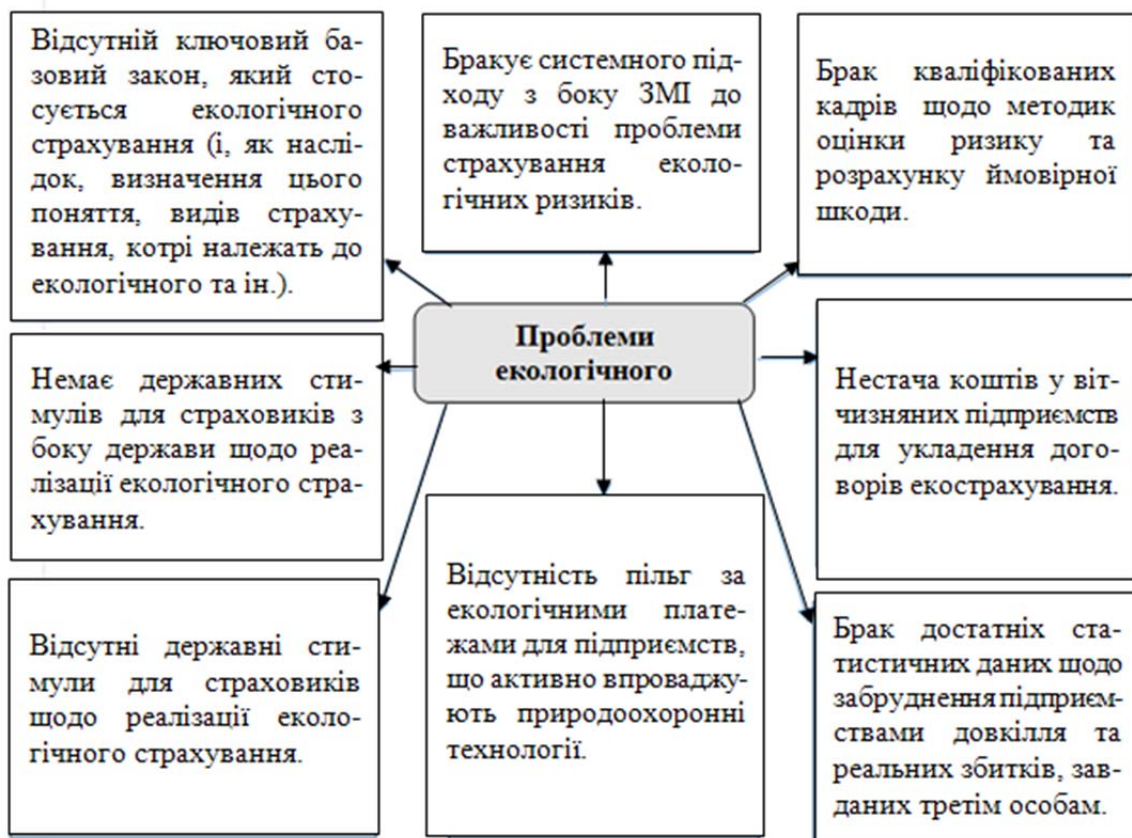 Відсутній ключовий ба-
зовий закон, який сто-
сується екологічного
страхування (і, як наслі-
док, визначення цього
поняття, видів страху-
вання, котрі належать до
екологічного та ін.).
Бракує системного під-
ходу з боку ЗМІ до
важливості проблеми
страхування еколо-
гічних ризиків.
Брак кваліфікованих
кадрів щодо методик
оцінки ризику та
розрахунку ймовірної
шкоди.
Проблеми
екологічного
Немає державних сти-
мулів для страховиків з
боку держави щодо реа-
лізації екологічного стра-
хування.
Нестача коштів у віт-
чизняних підприємств
для укладення дого-
ворів екострахування.
Відсутні державні сти-
мули для страховиків
щодо реалізації еколо-
гічного страхування.
Відсутність пільг за
екологічними плате-
жами для підприємств,
що активно впроваджу-
ють природоохоронні
технології.
Брак достатніх ста-
тистичних даних щодо
забруднення підприєм-
ствами довкілля та
реальних збитків, зав-
даних третім особам.